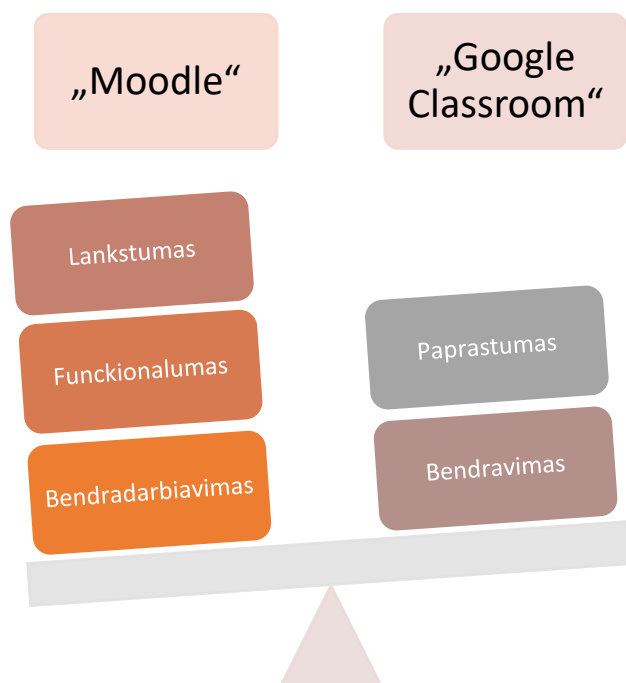 „Moodle“
„Google
Classroom“
Lankstumas
Funckionalumas
Bendradarbiavimas
Paprastumas
Bendravimas